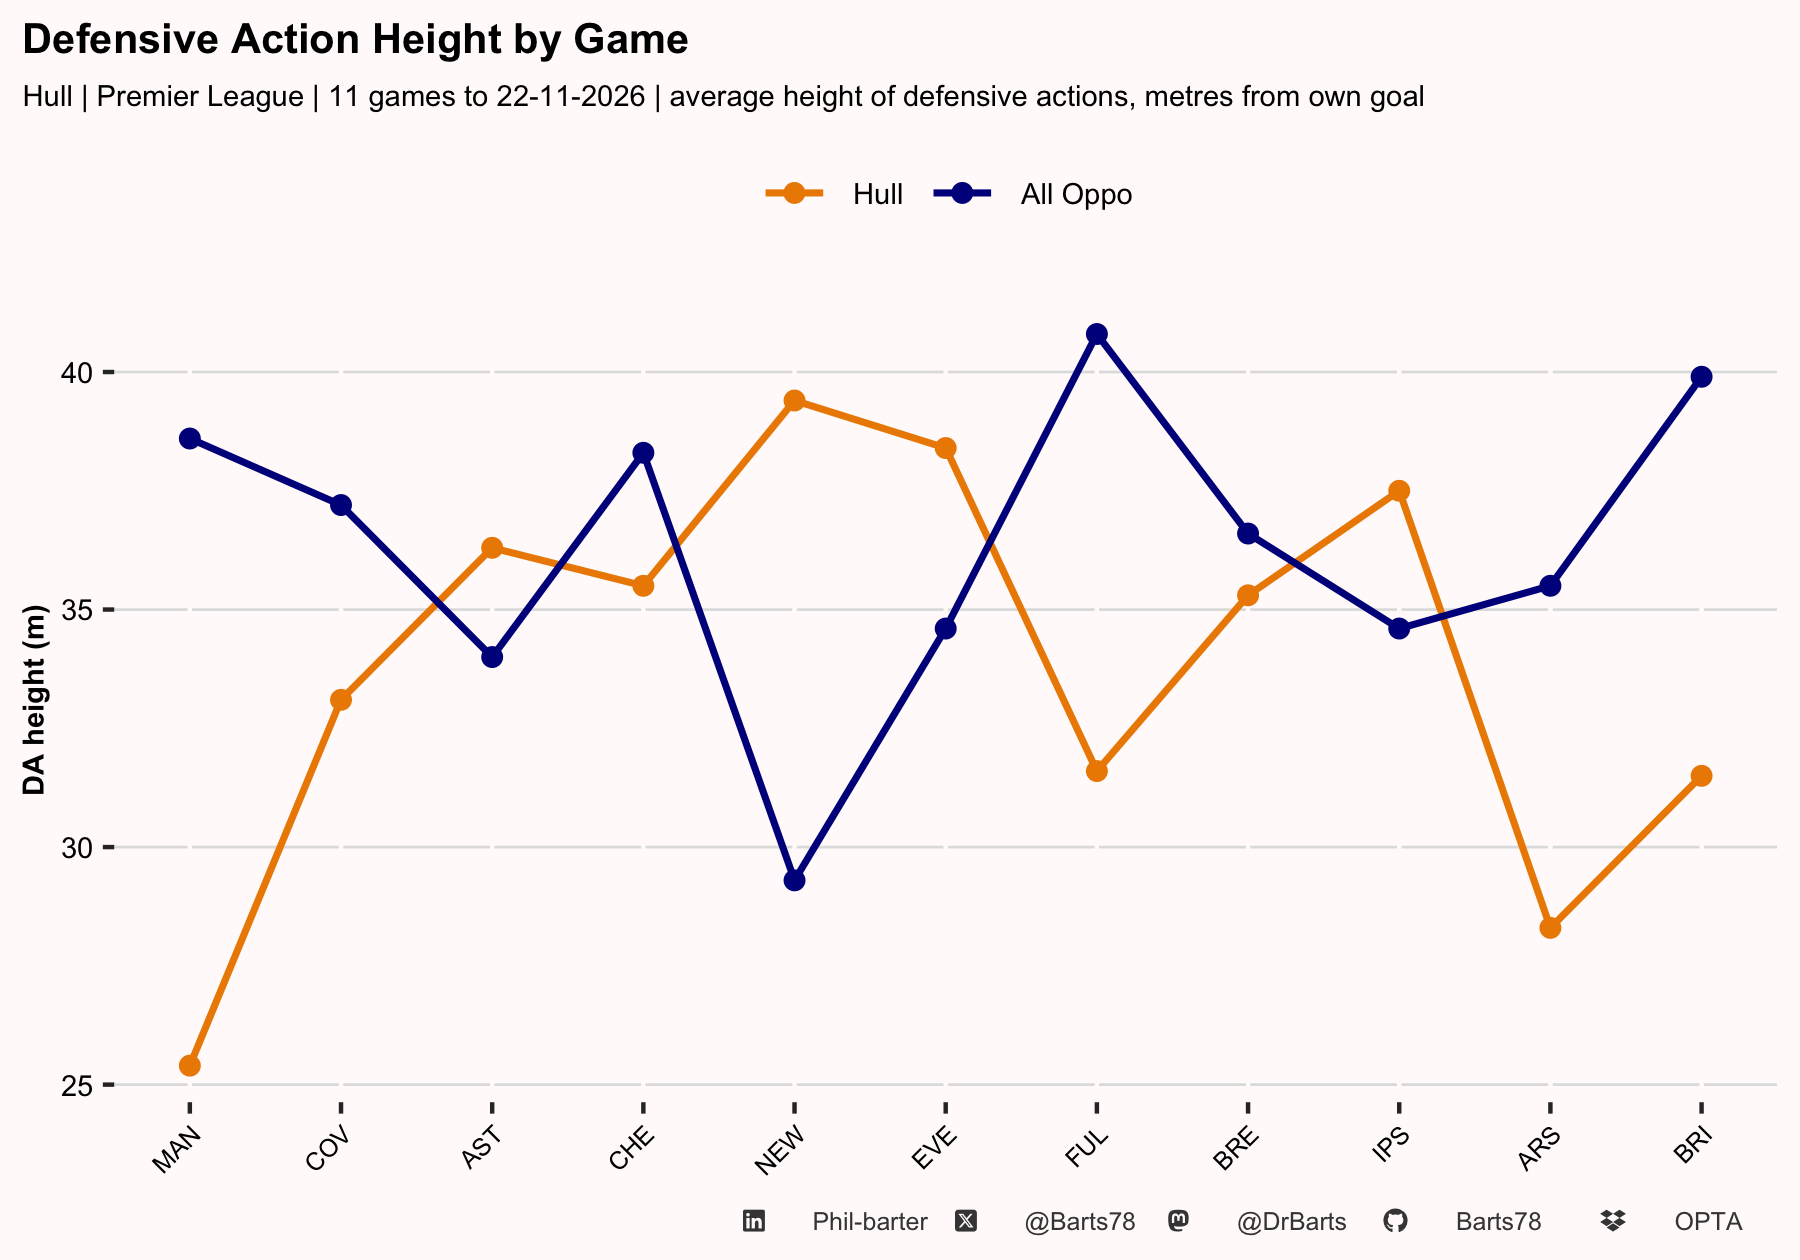 Defensive Action Height by Game
Hull | Premier League | 11 games to 22-11-2026 | average height of defensive actions, metres from own goal
Hull All Oppo
DA height (m)
40
35
30
25
MAN COV AST CHE NEW EVE FUL BRE IPS ARS BRI
Phil-barter @Barts78 @DrBarts Barts78 OPTA